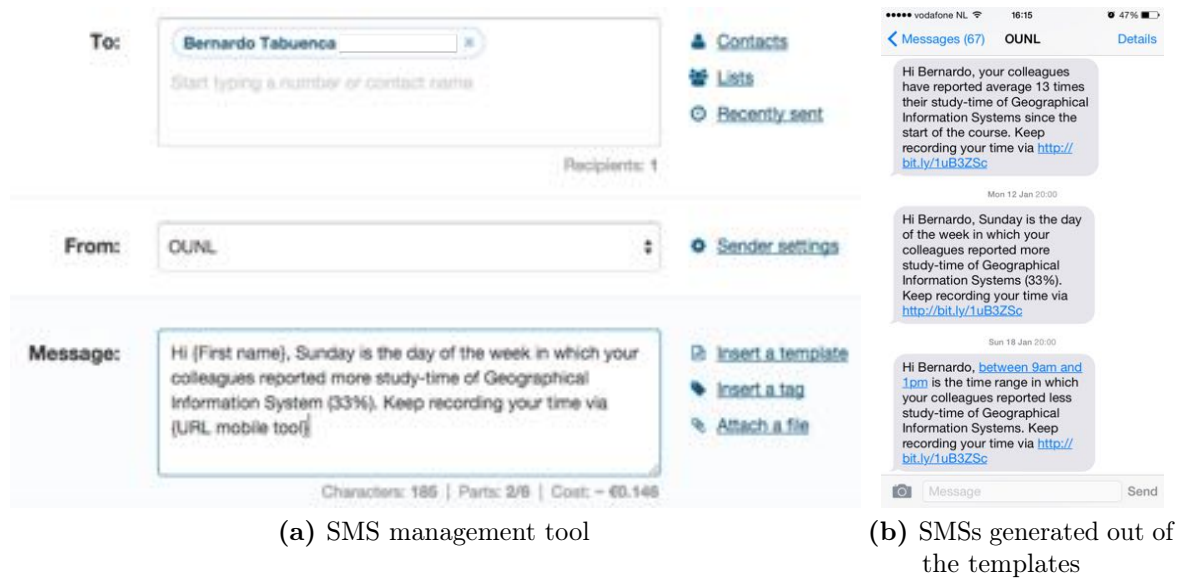 To:
Bernardo Tabuenca
Start typing a number or contact name
Contacts
Lists
Recently sent
Recipients: 1
From:
OUNL
Sender settings
Message:
Hi {First name}, Sunday is the day of the week in which your
colleagues reported more study-time of Geographical
Information System (33%). Keep recording your time via
{URL mobile tool}
Insert a template
Insert a tag
Attach a file
Characters: 185 | Parts: 2/6 | Cost: ~ €0.146
(a) SMS management tool
vodafone NL 16:15 47%
Messages (67) OUNL Details
Hi Bernardo, your colleagues
have reported average 13 times
their study-time of Geographical
Information Systems since the
start of the course. Keep
recording your time via http://
bit.ly/1uB3ZSc
Mon 12 Jan 20:00
Hi Bernardo, Sunday is the day
of the week in which your
colleagues reported more
study-time of Geographical
Information Systems (33%).
Keep recording your time via
http://bit.ly/1uB3ZSc
Sun 18 Jan 20:00
Hi Bernardo, between 9am and
1pm is the time range in which
your colleagues reported less
study-time of Geographical
Information Systems. Keep
recording your time via http://
bit.ly/1uB3ZSc
Message Send
(b) SMSs generated out of
the templates